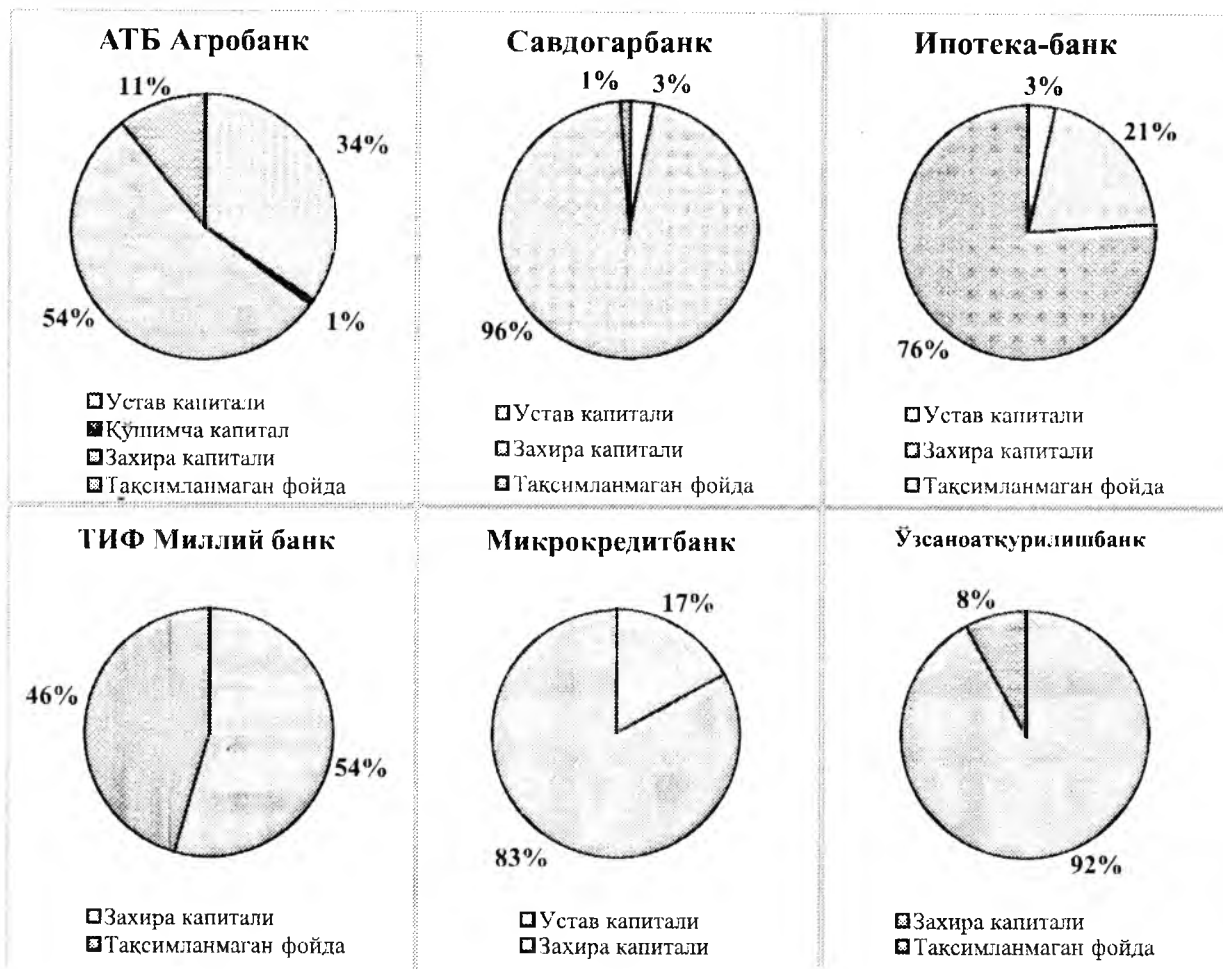 АТБ Агробанк
11%
34%
54%
1%
Устав капитали
Қўшимча капитал
Захира капитали
Тақсимланмаган фойда
Савдогарбанк
1%
3%
96%
Устав капитали
Захира капитали
Тақсимланмаган фойда
Ипотека-банк
3%
21%
76%
Устав капитали
Захира капитали
Тақсимланмаган фойда
ТИФ Миллий банк
46%
54%
Захира капитали
Тақсимланмаган фойда
Микрокредитбанк
17%
83%
Устав капитали
Захира капитали
Ўзсаноатқурилишбанк
8%
92%
Захира капитали
Тақсимланмаган фойда